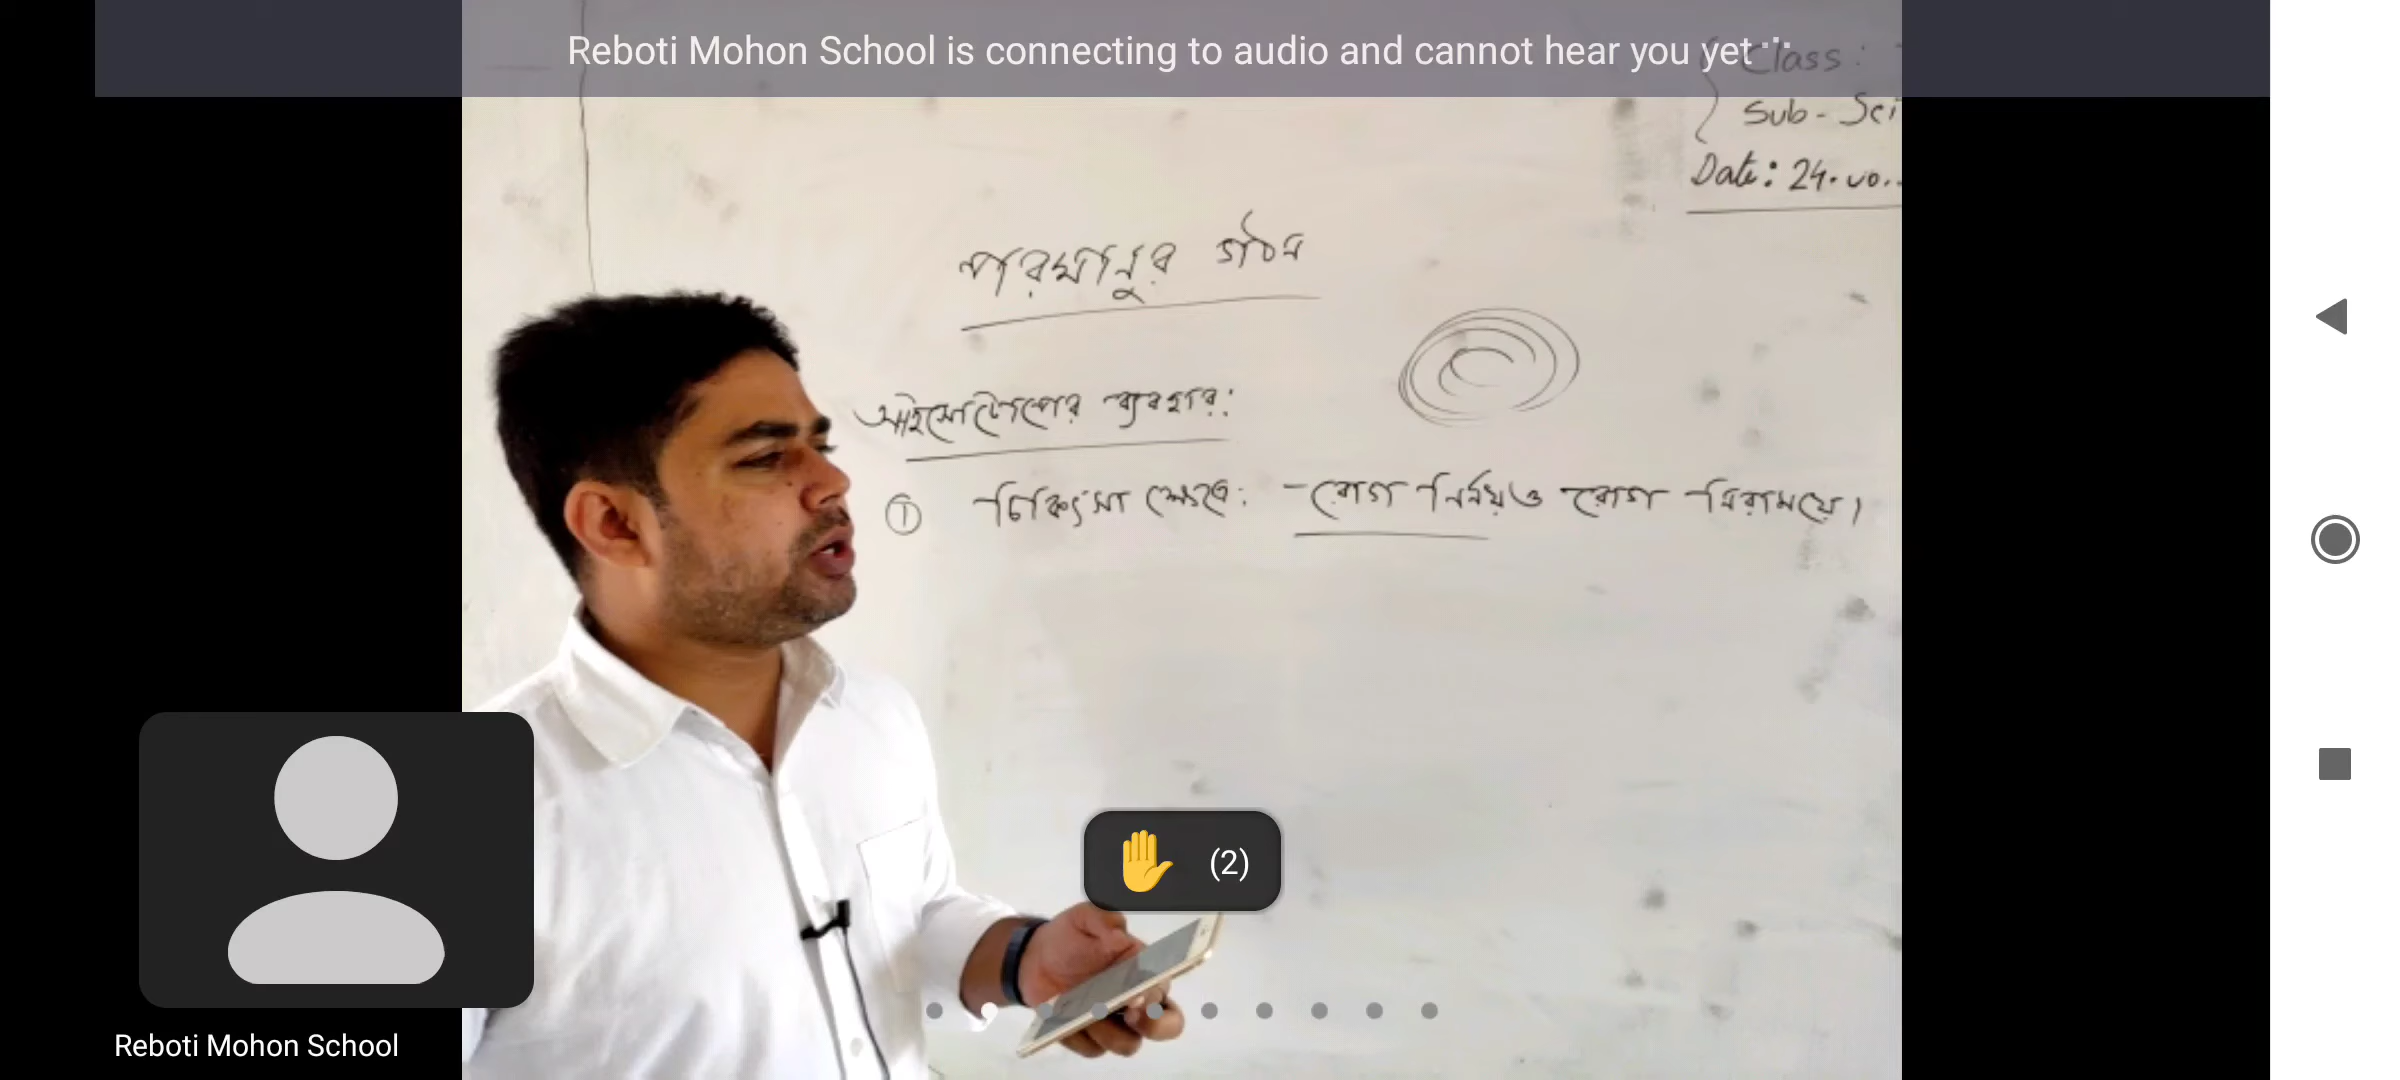 Reboti Mohon School is connecting to audio and cannot hear you yet
Class:
Sub - Sci
Date: 24.
পরমানুর গঠন
আইসোটোপের ব্যবহার:
① চিকিৎসা ক্ষেত্রে: - রোগ নির্নয় ও রোগ নিরাময়ে।
(2)
Reboti Mohon School